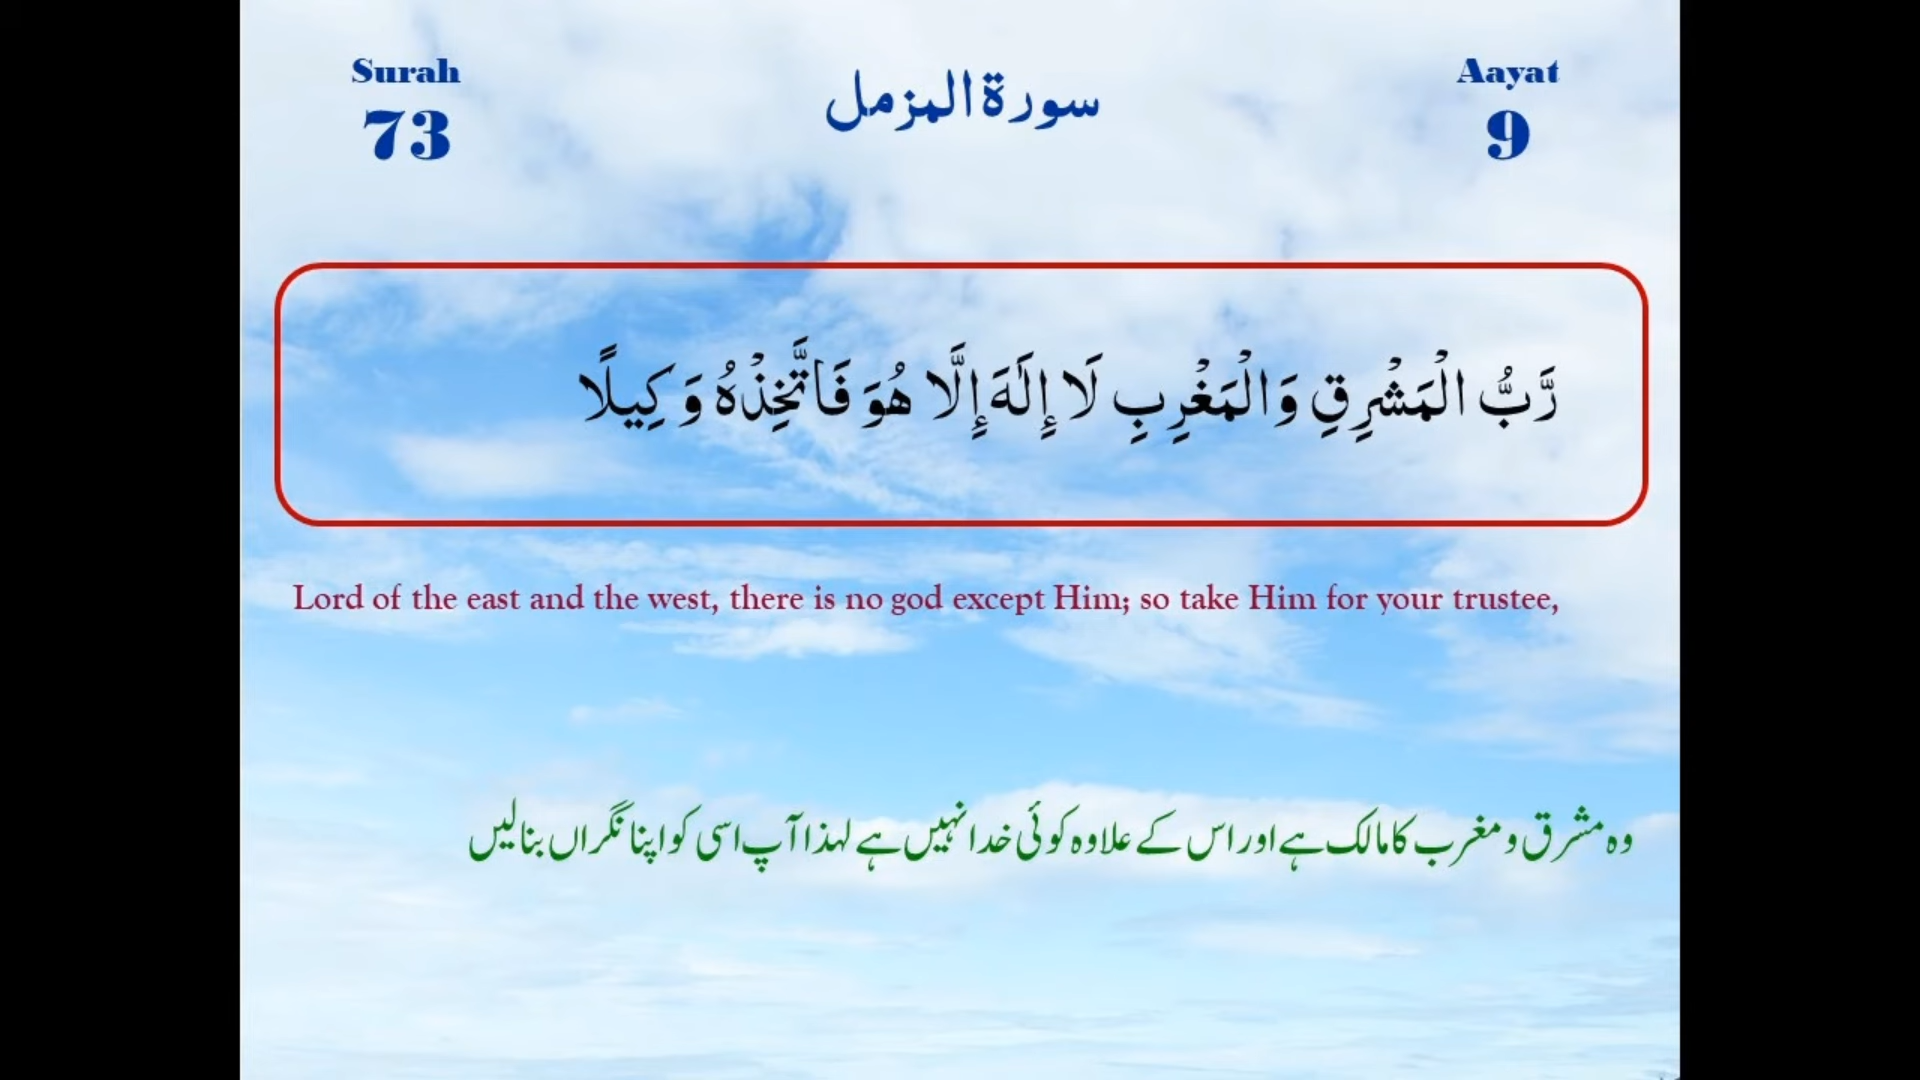 Surah
73
سورة المزمل
Aayat
9
رَّبُّ الْمَشْرِقِ وَالْمَغْرِبِ لَا إِلَٰهَ إِلَّا هُوَ فَاتَّخِذْهُ وَكِيلًا
Lord of the east and the west, there is no god except Him; so take Him for your trustee,
وہ مشرق و مغرب کا مالک ہے اور اس کے علاوہ کوئی خدا نہیں ہے لہذا آپ اسی کو اپنا نگراں بنالیں